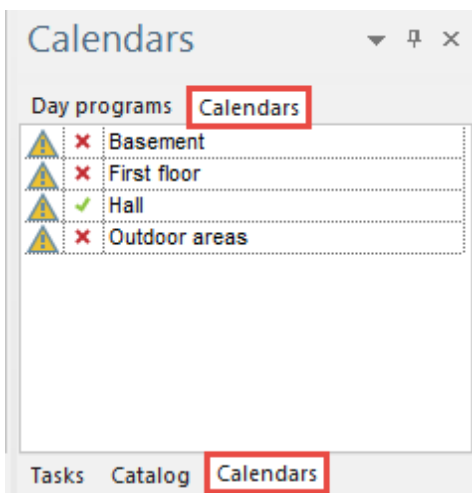 Calendars
Day programs Calendars
Basement
First floor
Hall
Outdoor areas
Tasks Catalog Calendars